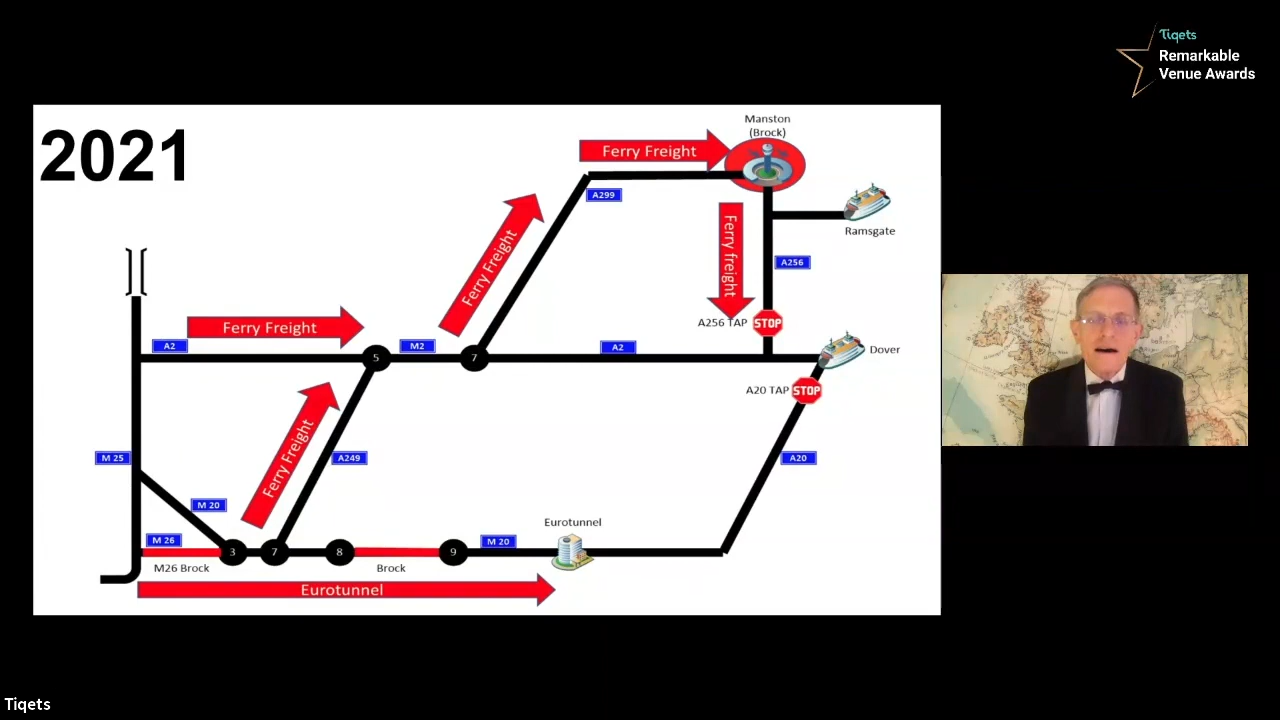 Tiqets
Remarkable
Venue Awards
2021
Manston
(Brock)
Ferry Freight
A299
Ramsgate
Ferry Freight
Ferry freight
A256
A256 TAP
STOP
Ferry Freight
A2
5
M2
7
A2
Dover
A20 TAP
STOP
Ferry Freight
A249
M 25
A20
M 20
Eurotunnel
M 26
3
7
8
9
M 20
M26 Brock
Brock
Eurotunnel
Tiqets